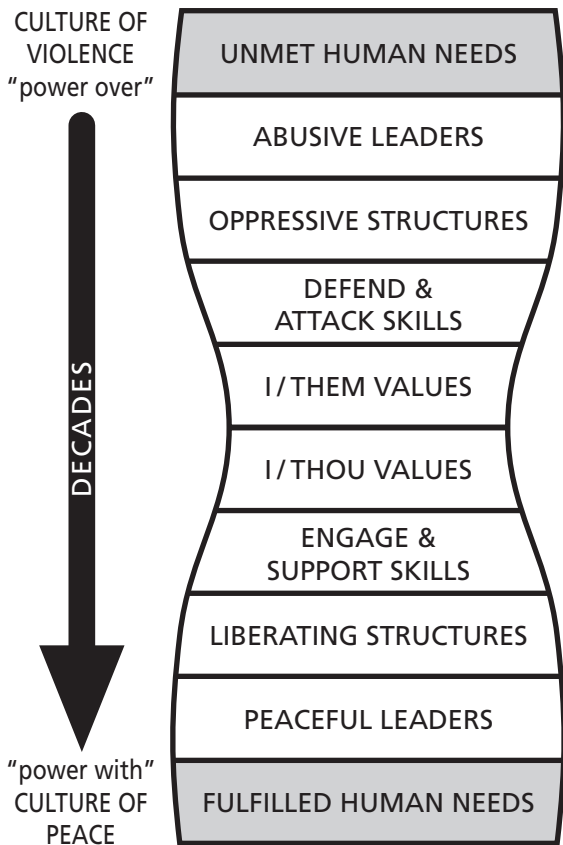 CULTURE OF
VIOLENCE
“power over”
UNMET HUMAN NEEDS
ABUSIVE LEADERS
OPPRESSIVE STRUCTURES
DEFEND &
ATTACK SKILLS
I / THEM VALUES
DECADES
I / THOU VALUES
ENGAGE &
SUPPORT SKILLS
LIBERATING STRUCTURES
PEACEFUL LEADERS
“power with”
CULTURE OF
PEACE
FULFILLED HUMAN NEEDS